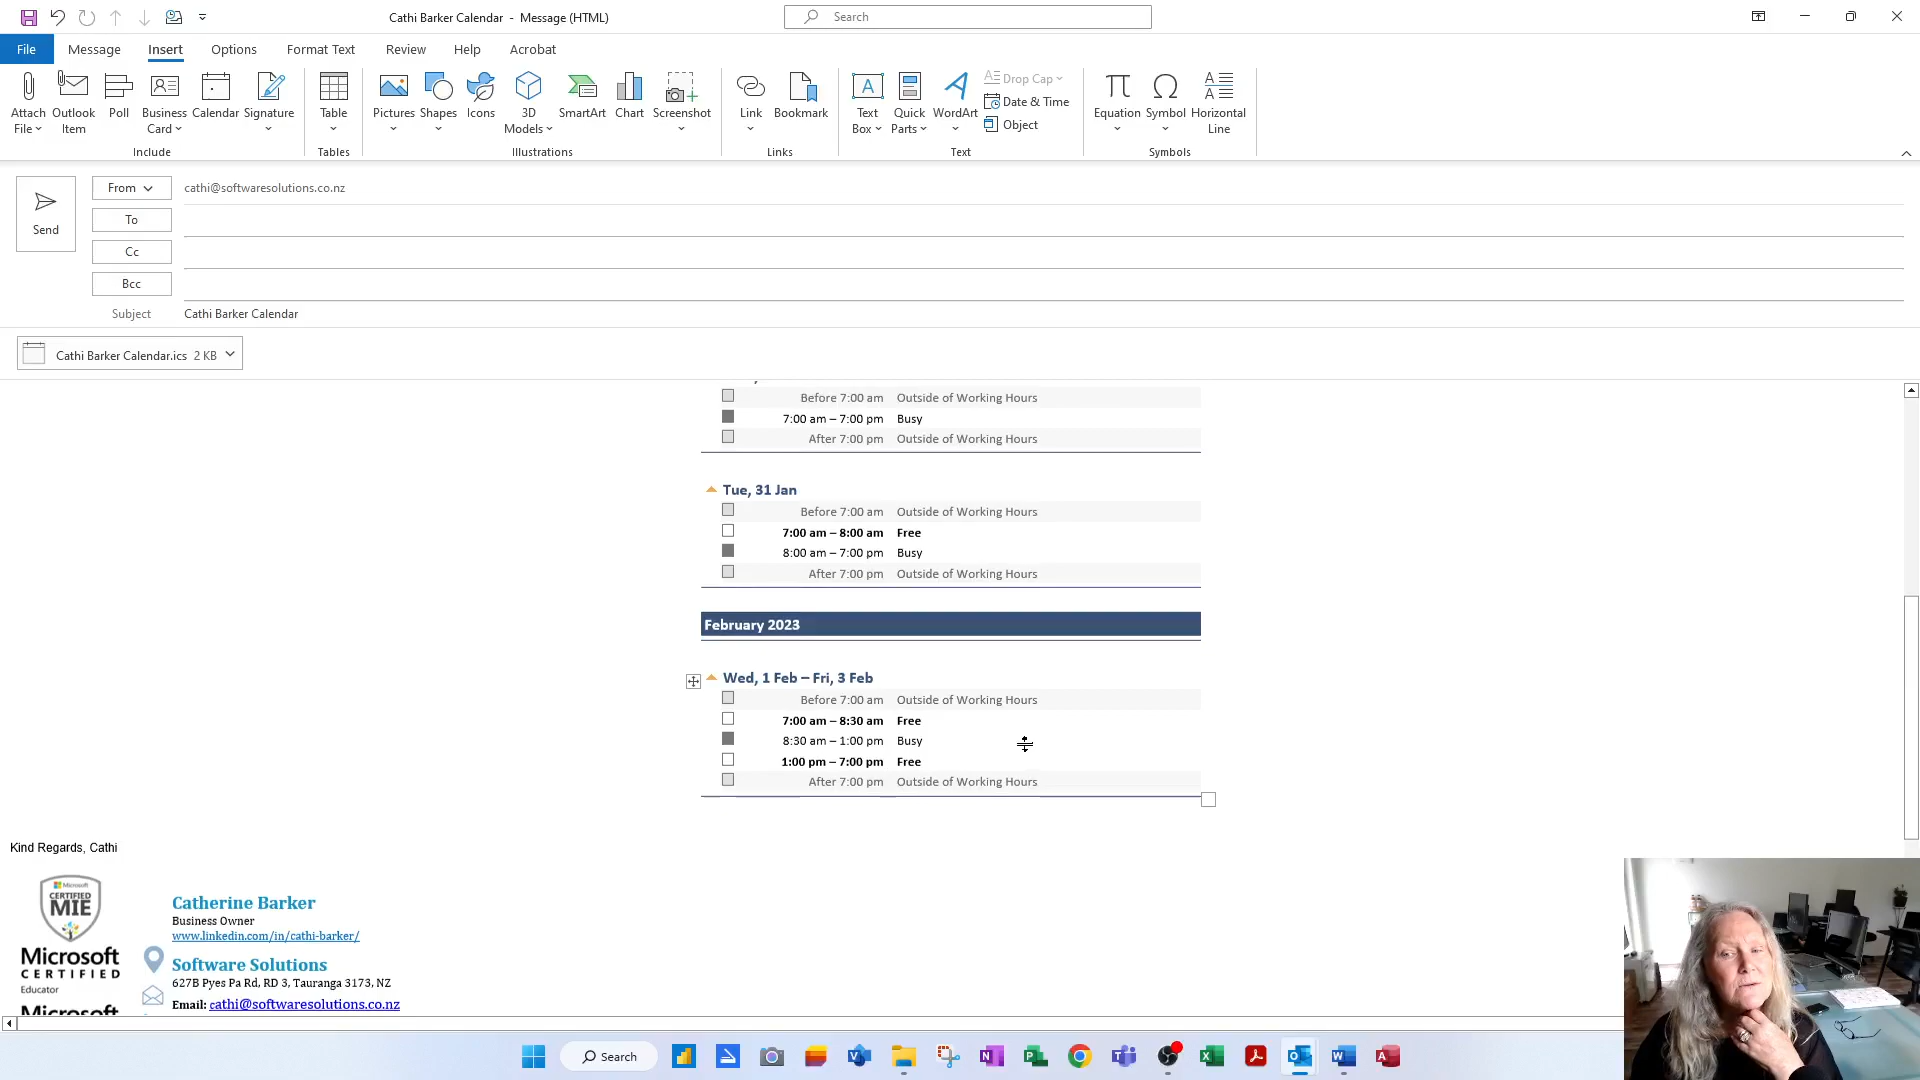 Cathi Barker Calendar - Message (HTML)
Search
File Message Insert Options Format Text Review Help Acrobat
Attach File
Outlook Item
Poll
Business Card
Calendar
Signature
Table
Pictures
Shapes
Icons
3D Models
SmartArt
Chart
Screenshot
Link
Bookmark
Text Box
Quick Parts
WordArt
Drop Cap
Date & Time
Object
Equation
Symbol
Horizontal Line
Include Tables Illustrations Links Text Symbols
Send
From cathi@softwaresolutions.co.nz
To
Cc
Bcc
Subject Cathi Barker Calendar
Cathi Barker Calendar.ics 2 KB
Before 7:00 am Outside of Working Hours
7:00 am – 7:00 pm Busy
After 7:00 pm Outside of Working Hours
Tue, 31 Jan
Before 7:00 am Outside of Working Hours
7:00 am – 8:00 am Free
8:00 am – 7:00 pm Busy
After 7:00 pm Outside of Working Hours
February 2023
Wed, 1 Feb – Fri, 3 Feb
Before 7:00 am Outside of Working Hours
7:00 am – 8:30 am Free
8:30 am – 1:00 pm Busy
1:00 pm – 7:00 pm Free
After 7:00 pm Outside of Working Hours
Kind Regards, Cathi
Microsoft
CERTIFIED
MIE
Microsoft
CERTIFIED
Educator
Microsoft
Catherine Barker
Business Owner
www.linkedin.com/in/cathi-barker/
Software Solutions
627B Pyes Pa Rd, RD 3, Tauranga 3173, NZ
Email: cathi@softwaresolutions.co.nz
Search